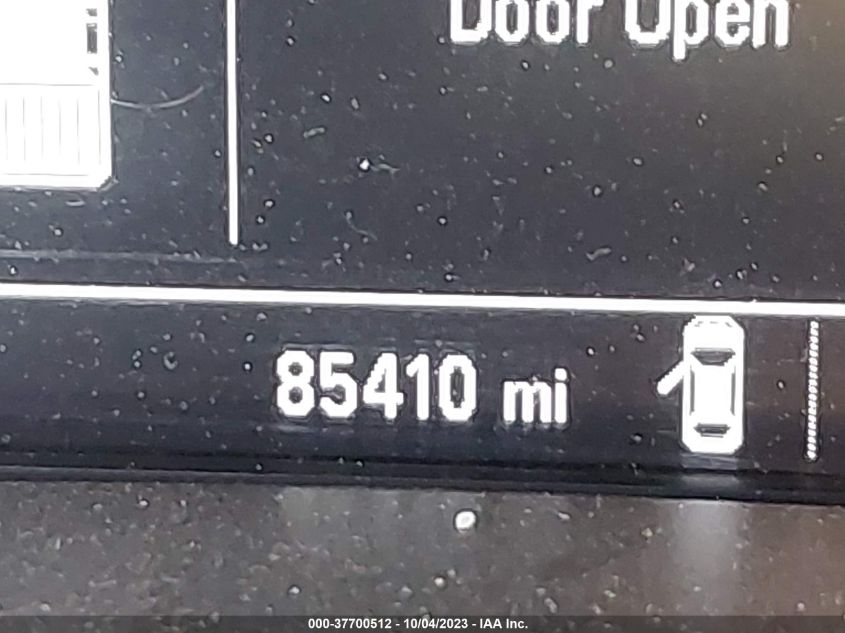 Door Open
85410 mi
000-37700512 - 10/04/2023 - IAA Inc.